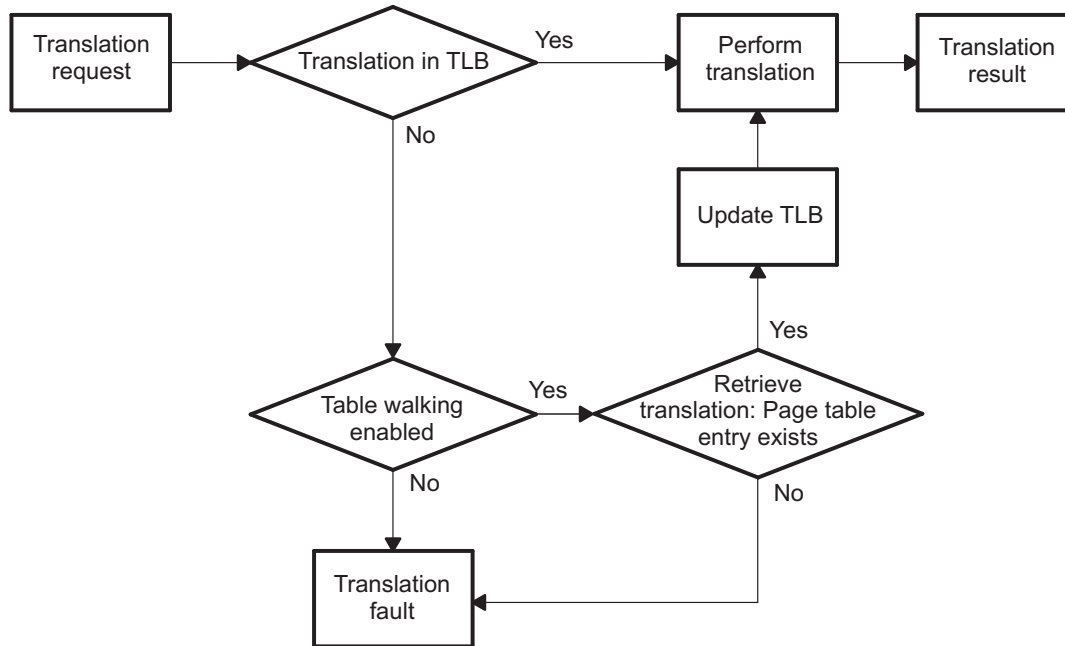 Translation
request
Translation in TLB
Yes
Perform
translation
Translation
result
No
Update TLB
Yes
Table walking
enabled
Yes
Retrieve
translation: Page table
entry exists
No
No
Translation
fault